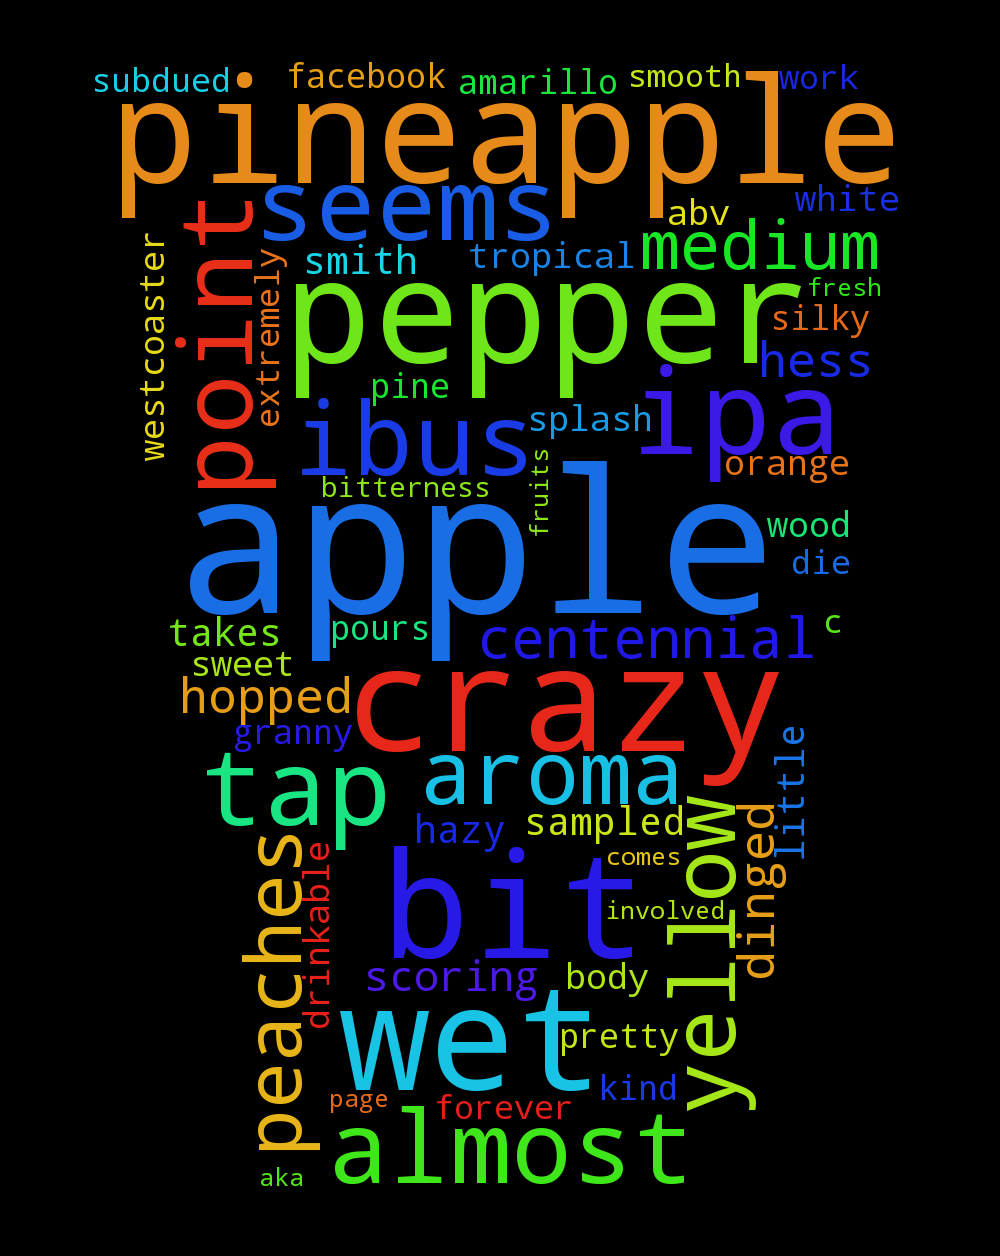 subdued
facebook
amarillo
smooth
work
pineapple
seems
abv
white
point
westcoaster
extremely
smith
tropical
medium
pepper
fresh
silky
hess
pine
ipa
ibus
splash
orange
bitterness
fruits
apple
wood
die
takes
pours
centennial
c
sweet
hopped
crazy
granny
tap
aroma
little
hazy
sampled
yellow
dinged
peaches
drinkable
bit
comes
involved
scoring
body
wet
pretty
page
forever
kind
almost
aka